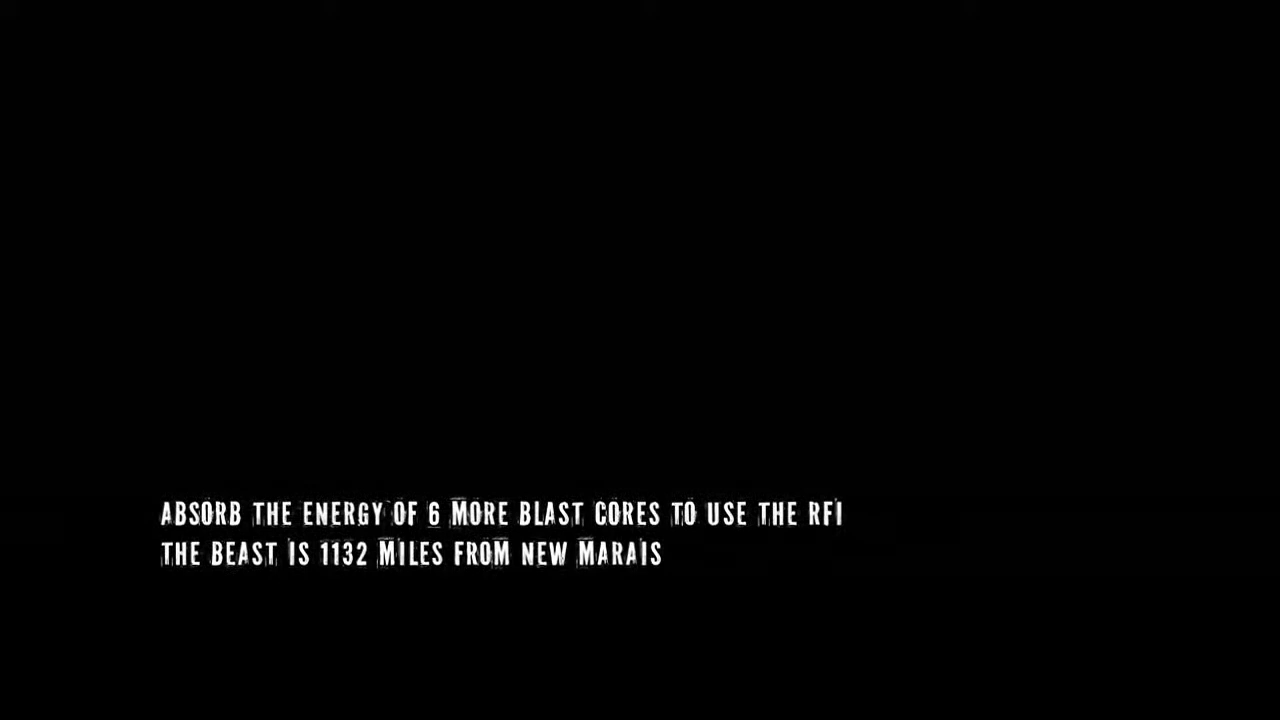 ABSORB THE ENERGY OF 6 MORE BLAST CORES TO USE THE RFI
THE BEAST IS 1132 MILES FROM NEW MARAIS